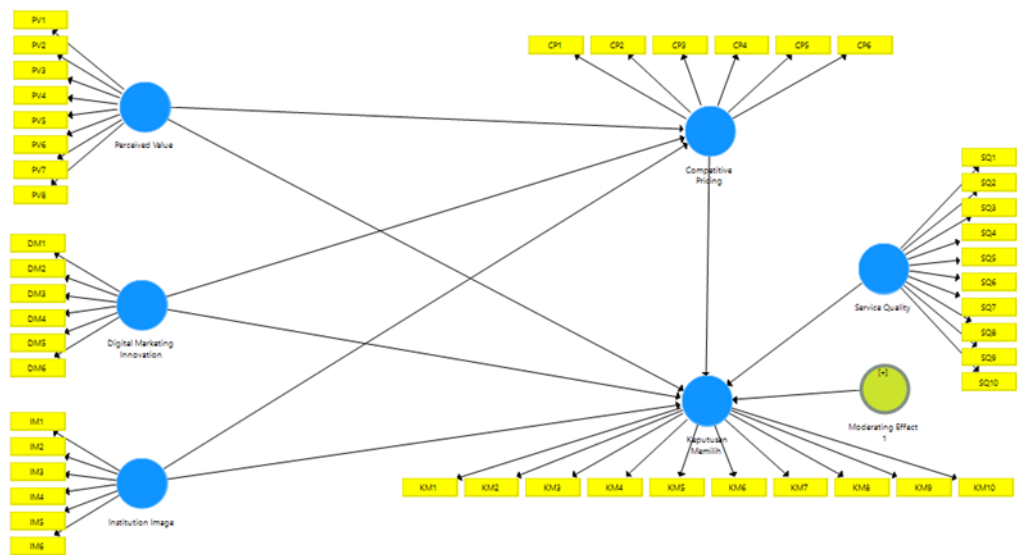 PV1
PV2
PV3
PV4
PV5
PV6
PV7
PV8
Perceived Value
DM1
DM2
DM3
DM4
DM5
DM6
Digital Marketing
Innovation
IM1
IM2
IM3
IM4
IM5
IM6
Institution Image
CP1
CP2
CP3
CP4
CP5
CP6
Competitive
Pricing
SQ1
SQ2
SQ3
SQ4
SQ5
SQ6
SQ7
SQ8
SQ9
SQ10
Service Quality
[+]
Moderating Effect
1
Keputusan
Memilih
KM1
KM2
KM3
KM4
KM5
KM6
KM7
KM8
KM9
KM10